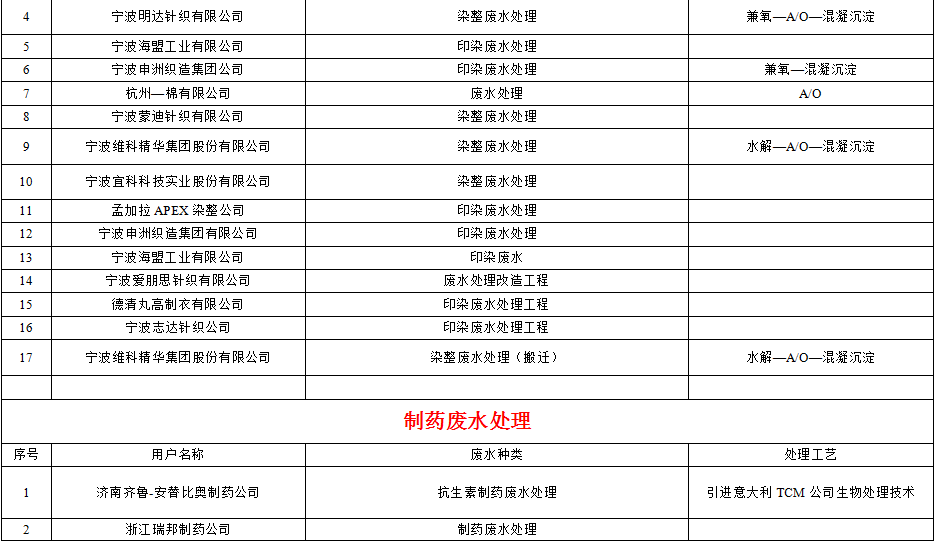 4 宁波明达针织有限公司 染整废水处理 兼氧—A/O—混凝沉淀
5 宁波海盟工业有限公司 印染废水处理
6 宁波申洲织造集团公司 印染废水处理 兼氧—混凝沉淀
7 杭州—棉有限公司 废水处理 A/O
8 宁波蒙迪针织有限公司 染整废水处理
9 宁波维科精华集团股份有限公司 染整废水处理 水解—A/O—混凝沉淀
10 宁波宜科科技实业股份有限公司 染整废水处理
11 孟加拉 APEX 染整公司 印染废水处理
12 宁波申洲织造集团有限公司 印染废水处理
13 宁波海盟工业有限公司 印染废水
14 宁波爱朋思针织有限公司 废水处理改造工程
15 德清丸高制衣有限公司 印染废水处理工程
16 宁波志达针织公司 印染废水处理工程
17 宁波维科精华集团股份有限公司 染整废水处理（搬迁） 水解—A/O—混凝沉淀
制药废水处理
序号 用户名称 废水种类 处理工艺
1 济南齐鲁-安替比奥制药公司 抗生素制药废水处理 引进意大利 TCM 公司生物处理技术
2 浙江瑞邦制药公司 制药废水处理